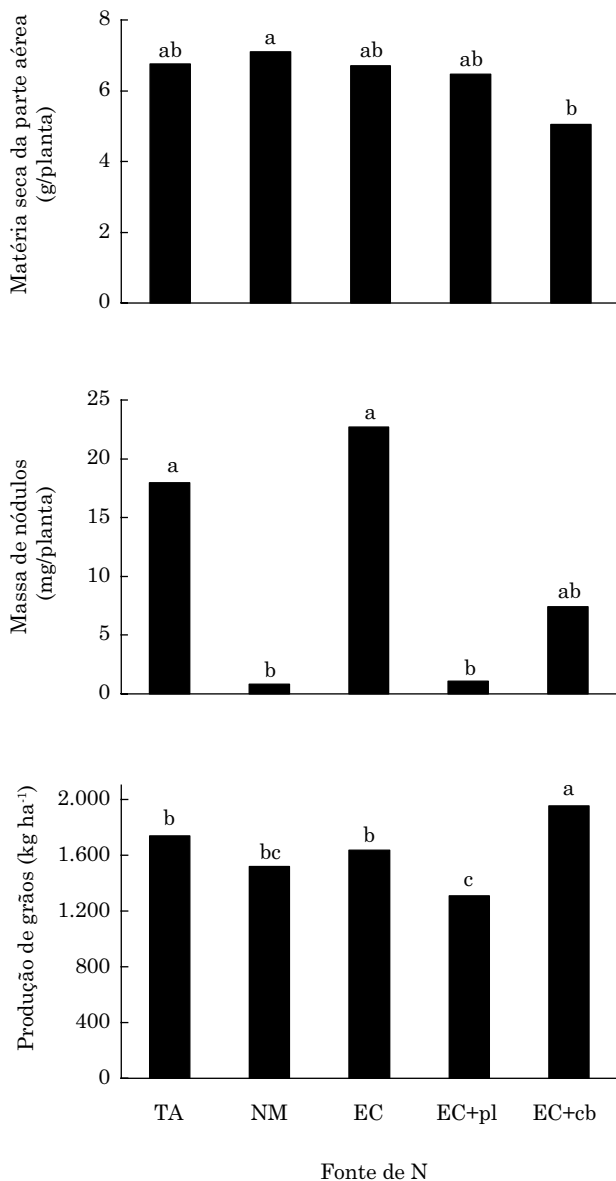 Matéria seca da parte aérea
(g/planta)
8
6
4
2
0
ab
a
ab
ab
b
Massa de nódulos
(mg/planta)
25
20
15
10
5
0
a
b
a
b
ab
Produção de grãos (kg ha-1)
2.000
1.600
1.200
800
400
0
b
bc
b
c
a
TA NM EC EC+pl EC+cb
Fonte de N